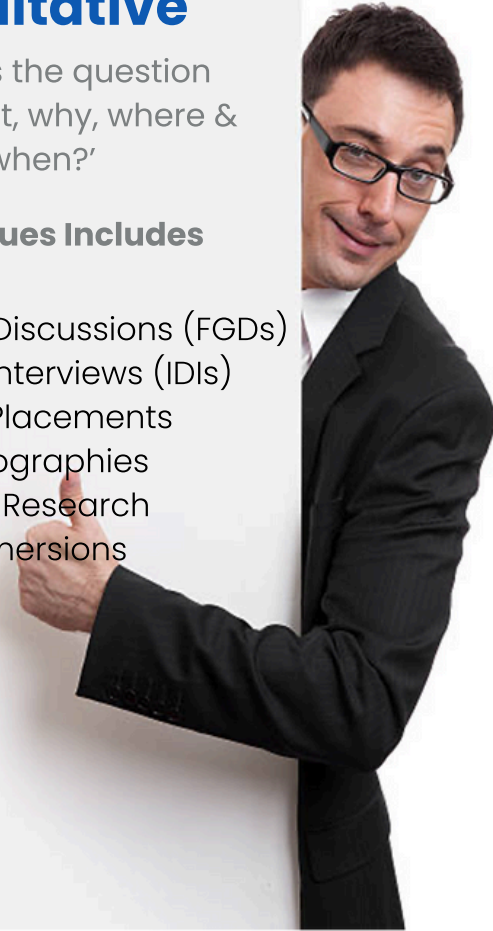 litative
s the question
t, why, where &
when?’
ues Includes
Discussions (FGDs)
nterviews (IDIs)
Placements
ographies
Research
mersions